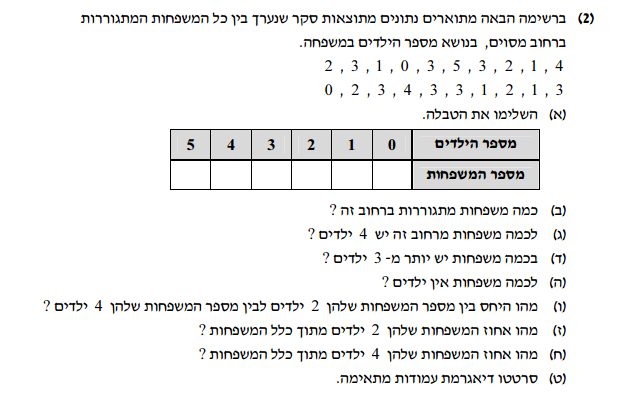 (2) ברשימה הבאה מתוארים נתונים מתוצאות סקר שנערך בין כל המשפחות המתגוררות
ברחוב מסוים, בנושא מספר הילדים במשפחה.
4 , 1 , 2 , 3 , 5 , 3 , 0 , 1 , 3 , 2
3 , 1 , 2 , 1 , 3 , 3 , 4 , 3 , 2 , 0
(א) השלימו את הטבלה.
מספר הילדים 0 1 2 3 4 5
מספר המשפחות
(ב) כמה משפחות מתגוררות ברחוב זה ?
(ג) לכמה משפחות מרחוב זה יש 4 ילדים ?
(ד) בכמה משפחות יש יותר מ- 3 ילדים ?
(ה) לכמה משפחות אין ילדים ?
(ו) מהו היחס בין מספר המשפחות שלהן 2 ילדים לבין מספר המשפחות שלהן 4 ילדים ?
(ז) מהו אחוז המשפחות שלהן 2 ילדים מתוך כלל המשפחות ?
(ח) מהו אחוז המשפחות שלהן 4 ילדים מתוך כלל המשפחות ?
(ט) סרטטו דיאגרמת עמודות מתאימה.